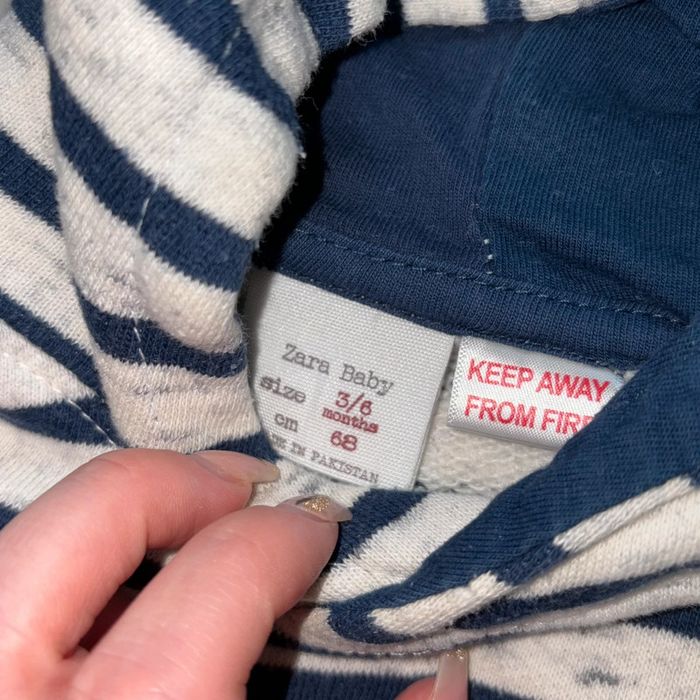 Zara Baby
size 3/6
months
cm 68
IN PAKISTAN
KEEP AWAY
FROM FIRE